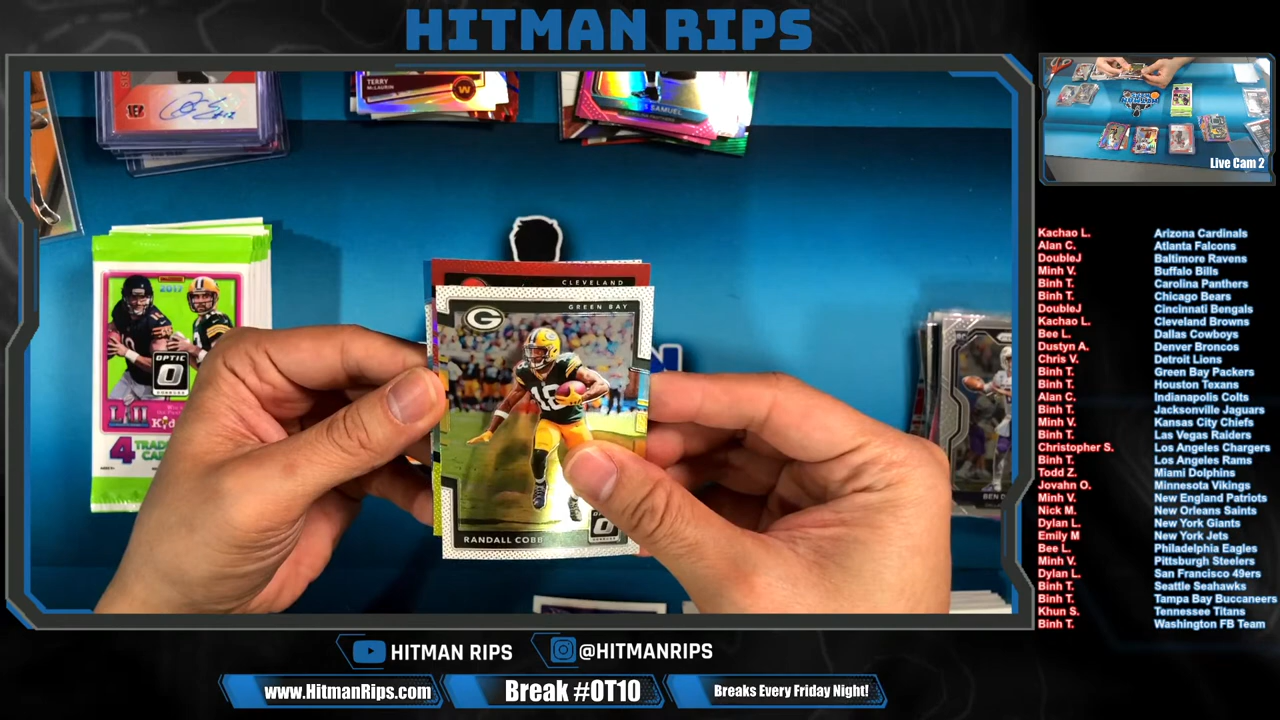 HITMAN RIPS
TERRY
McLAURIN
W
SAMUEL
CAROLINA PANTHERS
Live Cam 2
Kachao L. Arizona Cardinals
Alan C. Atlanta Falcons
DoubleJ Baltimore Ravens
Minh V. Buffalo Bills
Binh T. Carolina Panthers
Binh T. Chicago Bears
DoubleJ Cincinnati Bengals
Kachao L. Cleveland Browns
Bee L. Dallas Cowboys
Dustyn A. Denver Broncos
Chris V. Detroit Lions
Binh T. Green Bay Packers
Binh T. Houston Texans
Alan C. Indianapolis Colts
Binh T. Jacksonville Jaguars
Minh V. Kansas City Chiefs
Binh T. Las Vegas Raiders
Christopher S. Los Angeles Chargers
Binh T. Los Angeles Rams
Todd Z. Miami Dolphins
Jovahn O. Minnesota Vikings
Minh V. New England Patriots
Nick M. New Orleans Saints
Dylan L. New York Giants
Emily M New York Jets
Bee L. Philadelphia Eagles
Minh V. Pittsburgh Steelers
Dylan L. San Francisco 49ers
Binh T. Seattle Seahawks
Binh T. Tampa Bay Buccaneers
Khun S. Tennessee Titans
Binh T. Washington FB Team
CLEVELAND
GREEN BAY
G
18
RANDALL COBB
2017
OPTIC
O
LII
4
BEN D
HITMAN RIPS
@HITMANRIPS
www.HitmanRips.com
Break #OT10
Breaks Every Friday Night!